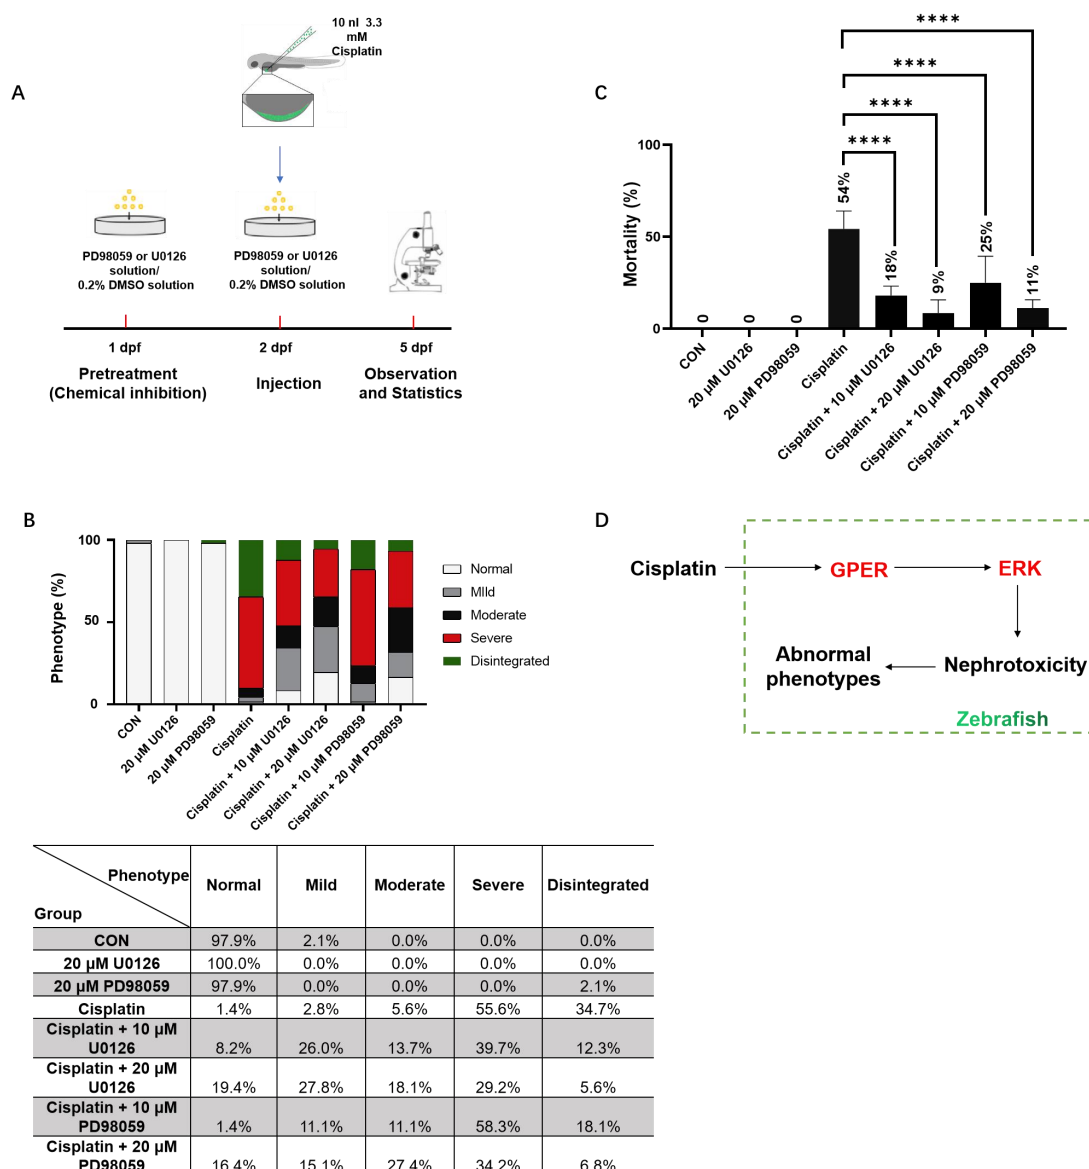 A
10 nl 3.3
mM
Cisplatin
PD98059 or U0126
solution/
0.2% DMSO solution
PD98059 or U0126
solution/
0.2% DMSO solution
1 dpf
2 dpf
5 dpf
Pretreatment
(Chemical inhibition)
Injection
Observation
and Statistics
C
****
****
****
****
Mortality (%)
100
50
0
0
0
0
54%
18%
9%
25%
11%
CON
20 µM U0126
20 µM PD98059
Cisplatin
Cisplatin + 10 µM U0126
Cisplatin + 20 µM U0126
Cisplatin + 10 µM PD98059
Cisplatin + 20 µM PD98059
B
Phenotype (%)
100
50
0
CON
20 µM U0126
20 µM PD98059
Cisplatin
Cisplatin + 10 µM U0126
Cisplatin + 20 µM U0126
Cisplatin + 10 µM PD98059
Cisplatin + 20 µM PD98059
Normal
MIld
Moderate
Severe
Disintegrated
D
Cisplatin
GPER
ERK
Abnormal
phenotypes
Nephrotoxicity
Zebrafish
Phenotype
Group
Normal Mild Moderate Severe Disintegrated
CON 97.9% 2.1% 0.0% 0.0% 0.0%
20 µM U0126 100.0% 0.0% 0.0% 0.0% 0.0%
20 µM PD98059 97.9% 0.0% 0.0% 0.0% 2.1%
Cisplatin 1.4% 2.8% 5.6% 55.6% 34.7%
Cisplatin + 10 µM
U0126 8.2% 26.0% 13.7% 39.7% 12.3%
Cisplatin + 20 µM
U0126 19.4% 27.8% 18.1% 29.2% 5.6%
Cisplatin + 10 µM
PD98059 1.4% 11.1% 11.1% 58.3% 18.1%
Cisplatin + 20 µM
PD98059 16.4% 15.1% 27.4% 34.2% 6.8%